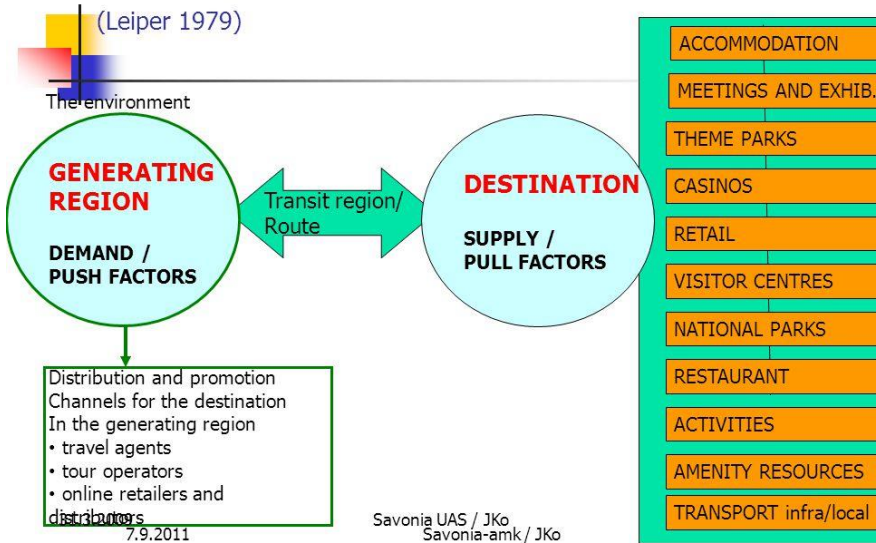 (Leiper 1979)
The environment
GENERATING
REGION
DEMAND /
PUSH FACTORS
Transit region/
Route
DESTINATION
SUPPLY /
PULL FACTORS
Distribution and promotion
Channels for the destination
In the generating region
• travel agents
• tour operators
• online retailers and
distributors
31.3.2009
7.9.2011
Savonia UAS / JKo
Savonia-amk / JKo
ACCOMMODATION
MEETINGS AND EXHIB.
THEME PARKS
CASINOS
RETAIL
VISITOR CENTRES
NATIONAL PARKS
RESTAURANT
ACTIVITIES
AMENITY RESOURCES
TRANSPORT infra/local